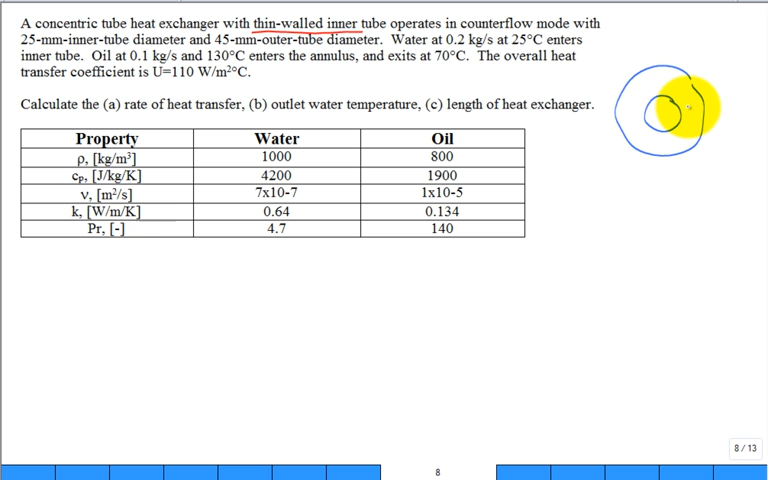 A concentric tube heat exchanger with thin-walled inner tube operates in counterflow mode with
25-mm-inner-tube diameter and 45-mm-outer-tube diameter.  Water at 0.2 kg/s at 25°C enters
inner tube.  Oil at 0.1 kg/s and 130°C enters the annulus, and exits at 70°C.  The overall heat
transfer coefficient is U=110 W/m²°C.
Calculate the (a) rate of heat transfer, (b) outlet water temperature, (c) length of heat exchanger.
Property Water Oil
ρ, [kg/m³] 1000 800
cₚ, [J/kg/K] 4200 1900
ν, [m²/s] 7x10-7 1x10-5
k, [W/m/K] 0.64 0.134
Pr, [-] 4.7 140
8 / 13
8